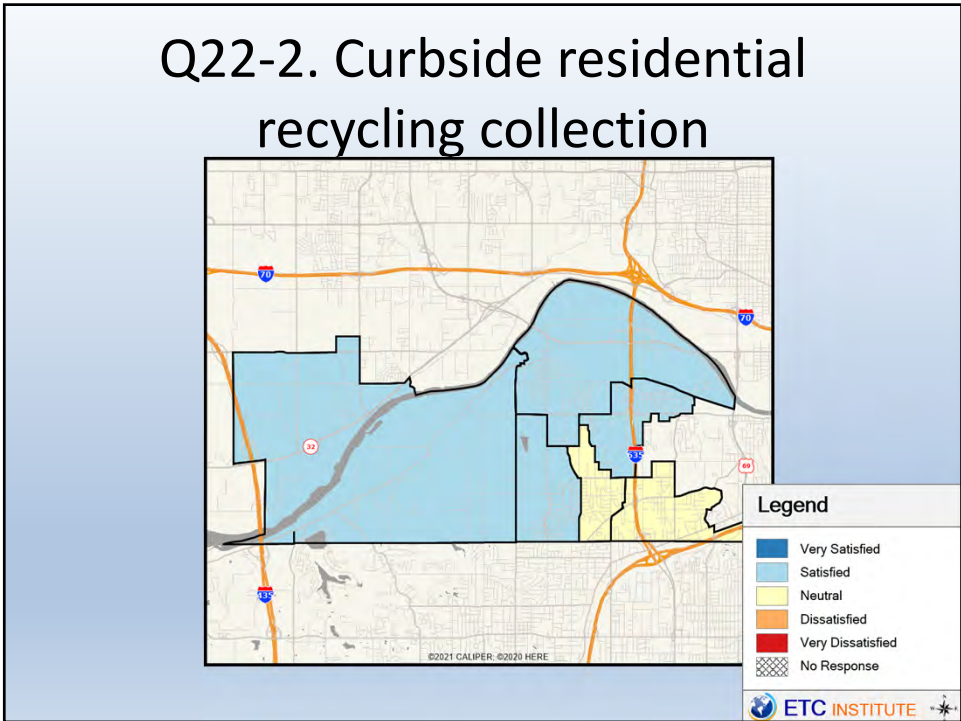 Q22-2. Curbside residential
recycling collection
70
70
32
635
69
435
©2021 CALIPER; ©2020 HERE
Legend
Very Satisfied
Satisfied
Neutral
Dissatisfied
Very Dissatisfied
No Response
ETC INSTITUTE